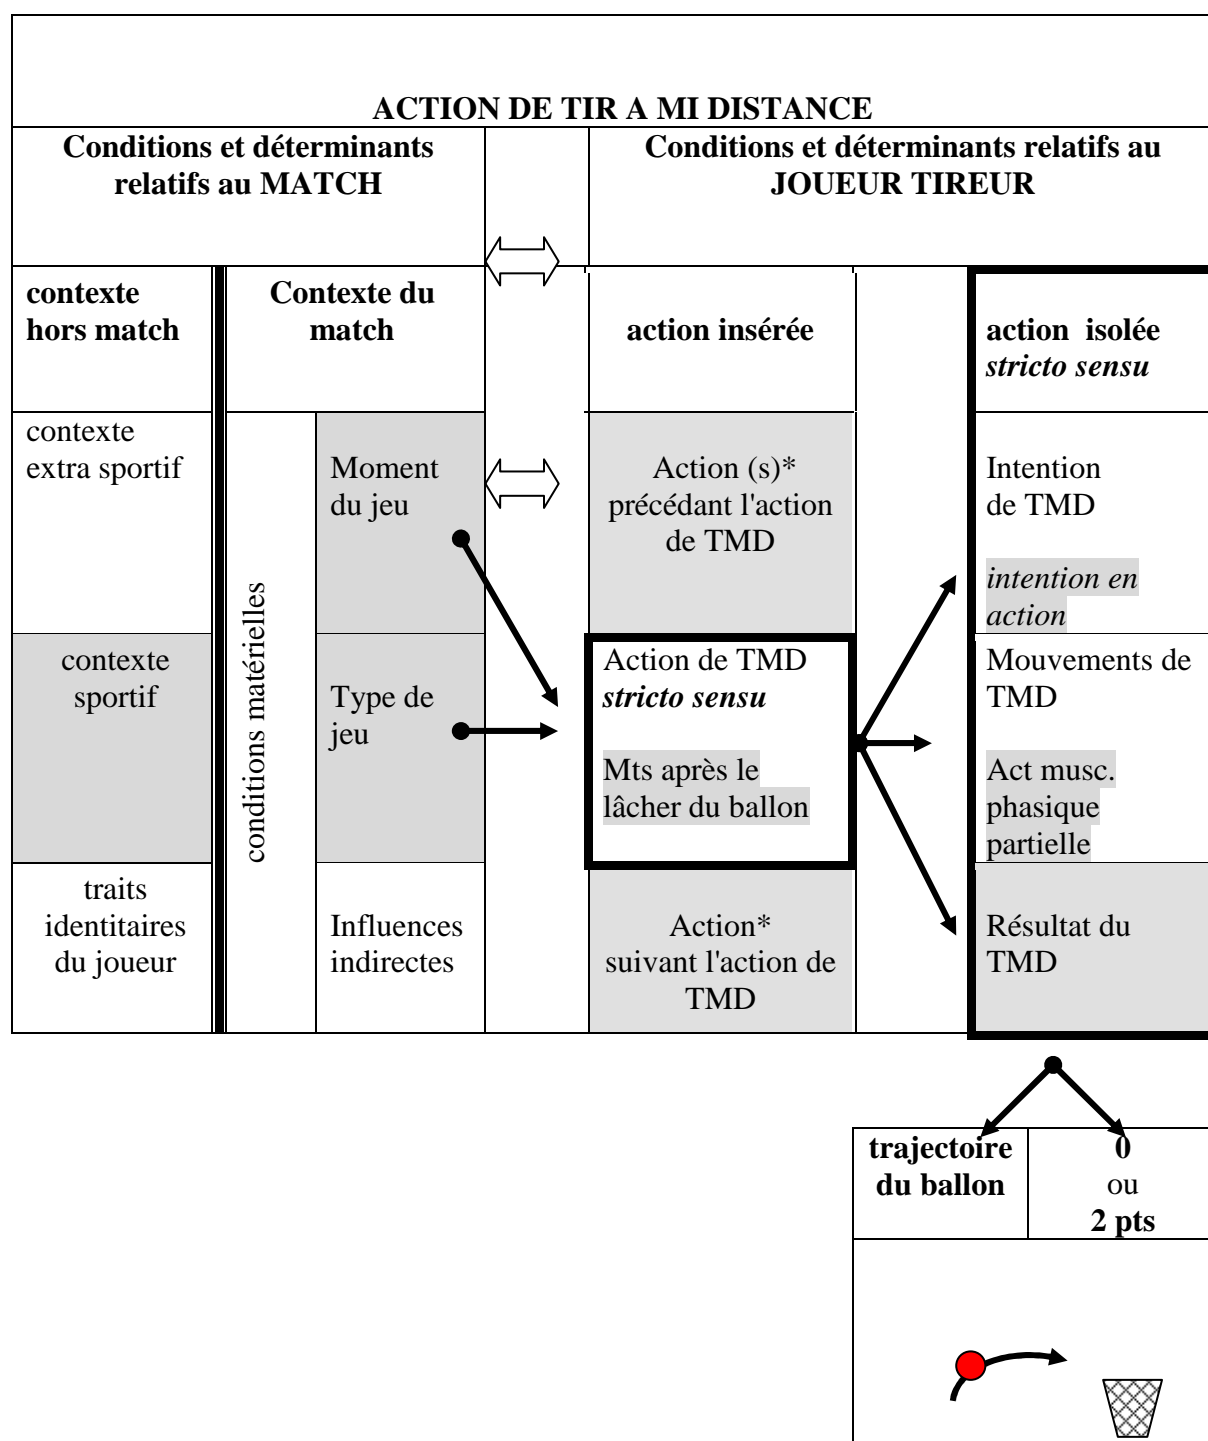 ACTION DE TIR A MI DISTANCE
Conditions et déterminants
relatifs au MATCH
Conditions et déterminants relatifs au
JOUEUR TIREUR
contexte
hors match
Contexte du
match
action insérée
action isolée
stricto sensu
contexte
extra sportif
contexte
sportif
traits
identitaires
du joueur
conditions matérielles
Moment
du jeu
Type de
jeu
Influences
indirectes
Action (s)*
précédant l'action
de TMD
Action de TMD
stricto sensu
Mts après le
lâcher du ballon
Action*
suivant l'action de
TMD
Intention
de TMD
intention en
action
Mouvements de
TMD
Act musc.
phasique
partielle
Résultat du
TMD
trajectoire
du ballon
0
ou
2 pts